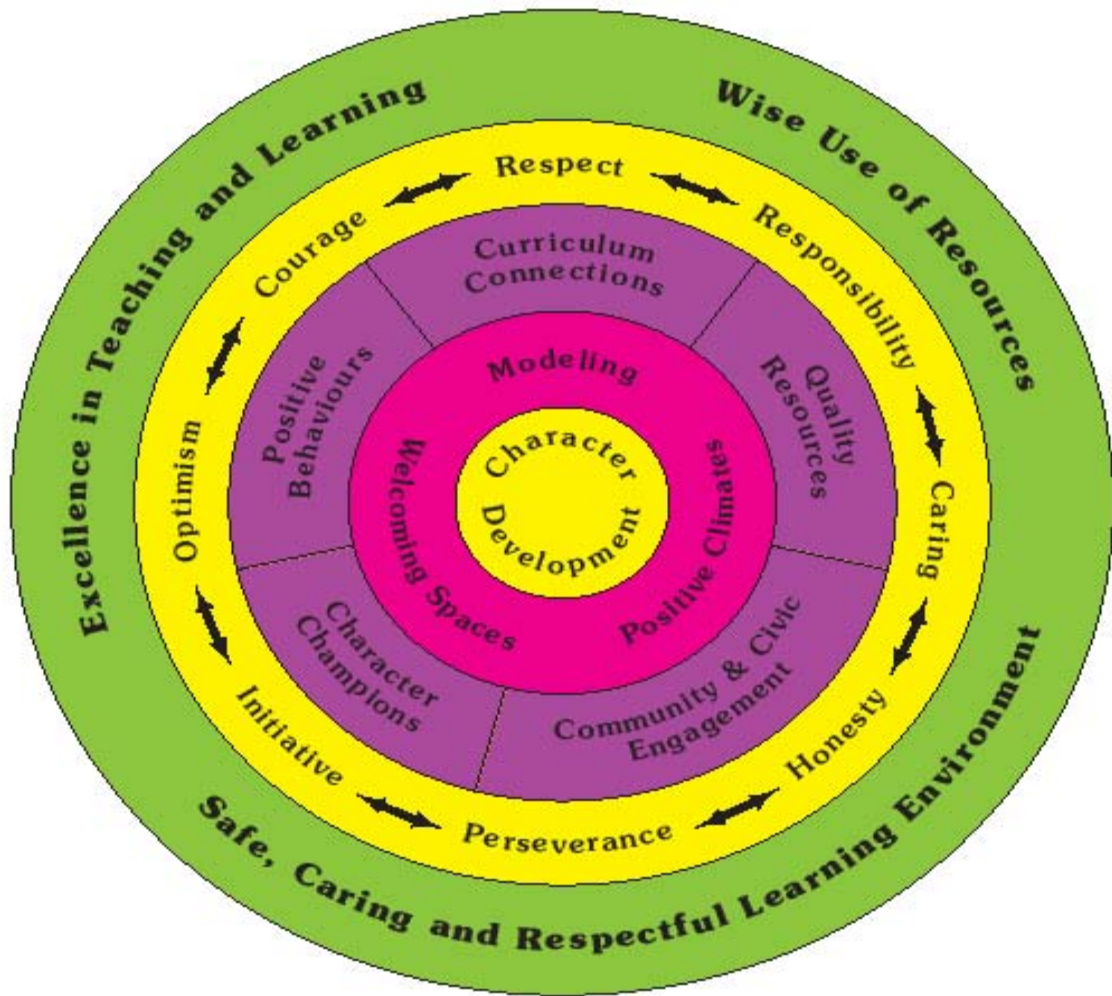 Excellence in Teaching and Learning
Wise Use of Resources
Safe, Caring and Respectful Learning Environment
Respect
Responsibility
Caring
Honesty
Perseverance
Initiative
Optimism
Courage
Curriculum
Connections
Quality
Resources
Community & Civic
Engagement
Character
Champions
Positive
Behaviours
Modeling
Positive Climates
Welcoming Spaces
Character
Development